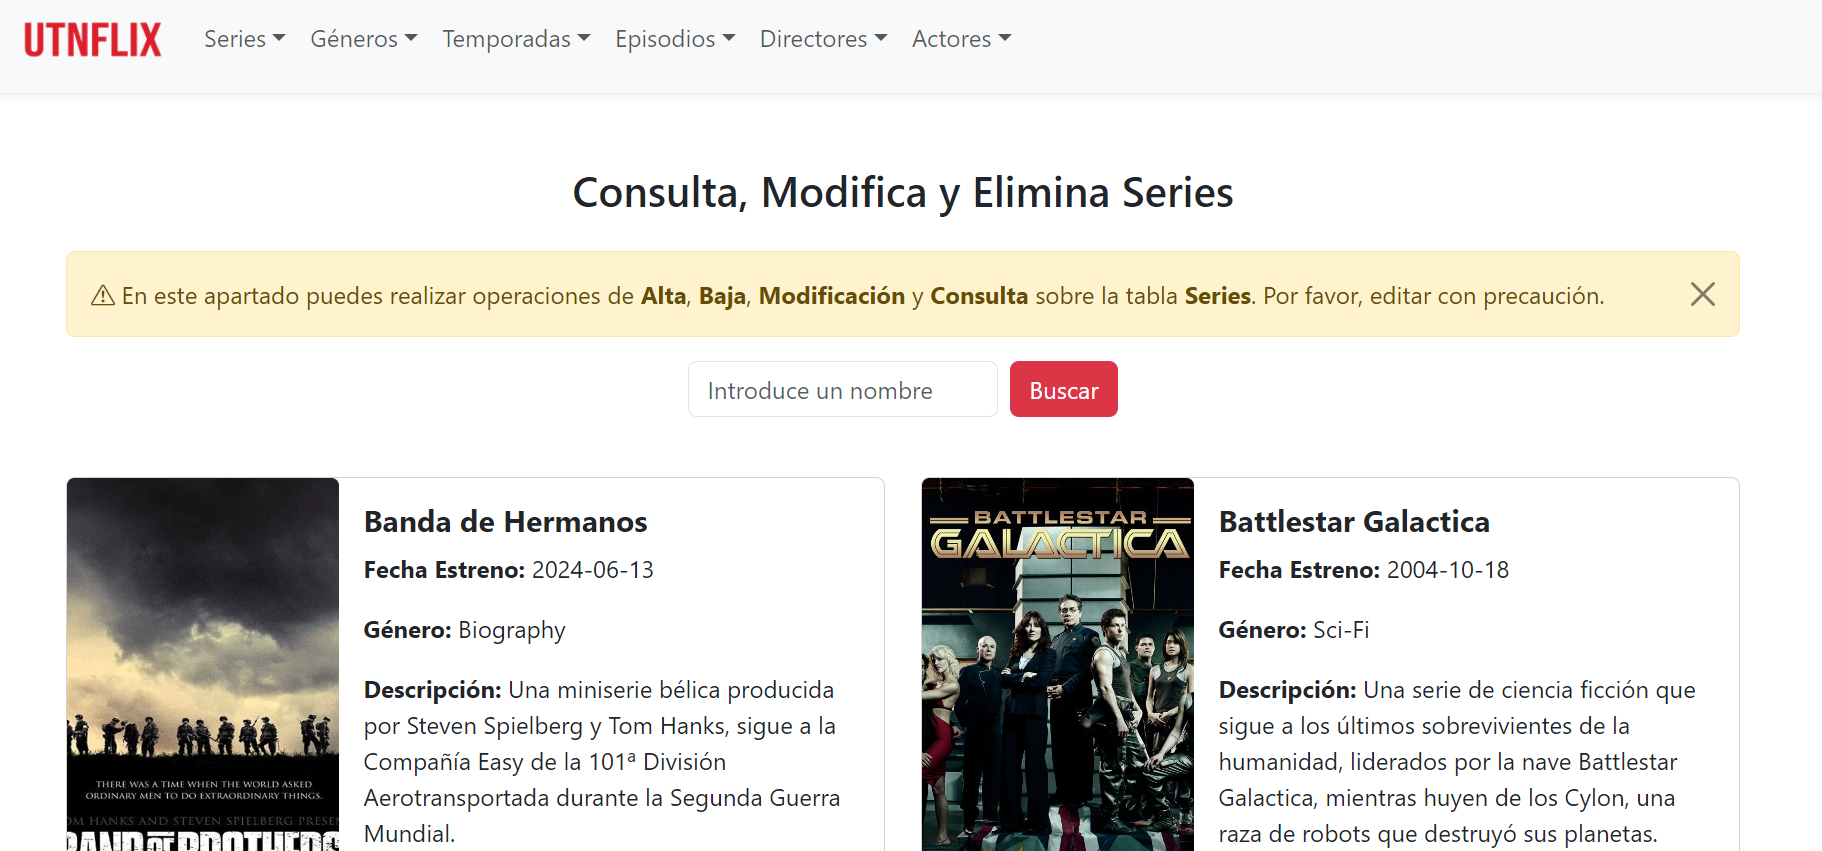 UTNFLIX Series Géneros Temporadas Episodios Directores Actores
Consulta, Modifica y Elimina Series
En este apartado puedes realizar operaciones de Alta, Baja, Modificación y Consulta sobre la tabla Series. Por favor, editar con precaución.
Introduce un nombre Buscar
THERE WAS A TIME WHEN THE WORLD ASKED
ORDINARY MEN TO DO EXTRAORDINARY THINGS.
OM HANKS AND STEVEN SPIELBERG PRESEN
BAND OF BROTHERS
Banda de Hermanos
Fecha Estreno: 2024-06-13
Género: Biography
Descripción: Una miniserie bélica producida
por Steven Spielberg y Tom Hanks, sigue a la
Compañía Easy de la 101ª División
Aerotransportada durante la Segunda Guerra
Mundial.
BATTLESTAR
GALACTICA
Battlestar Galactica
Fecha Estreno: 2004-10-18
Género: Sci-Fi
Descripción: Una serie de ciencia ficción que
sigue a los últimos sobrevivientes de la
humanidad, liderados por la nave Battlestar
Galactica, mientras huyen de los Cylon, una
raza de robots que destruyó sus planetas.